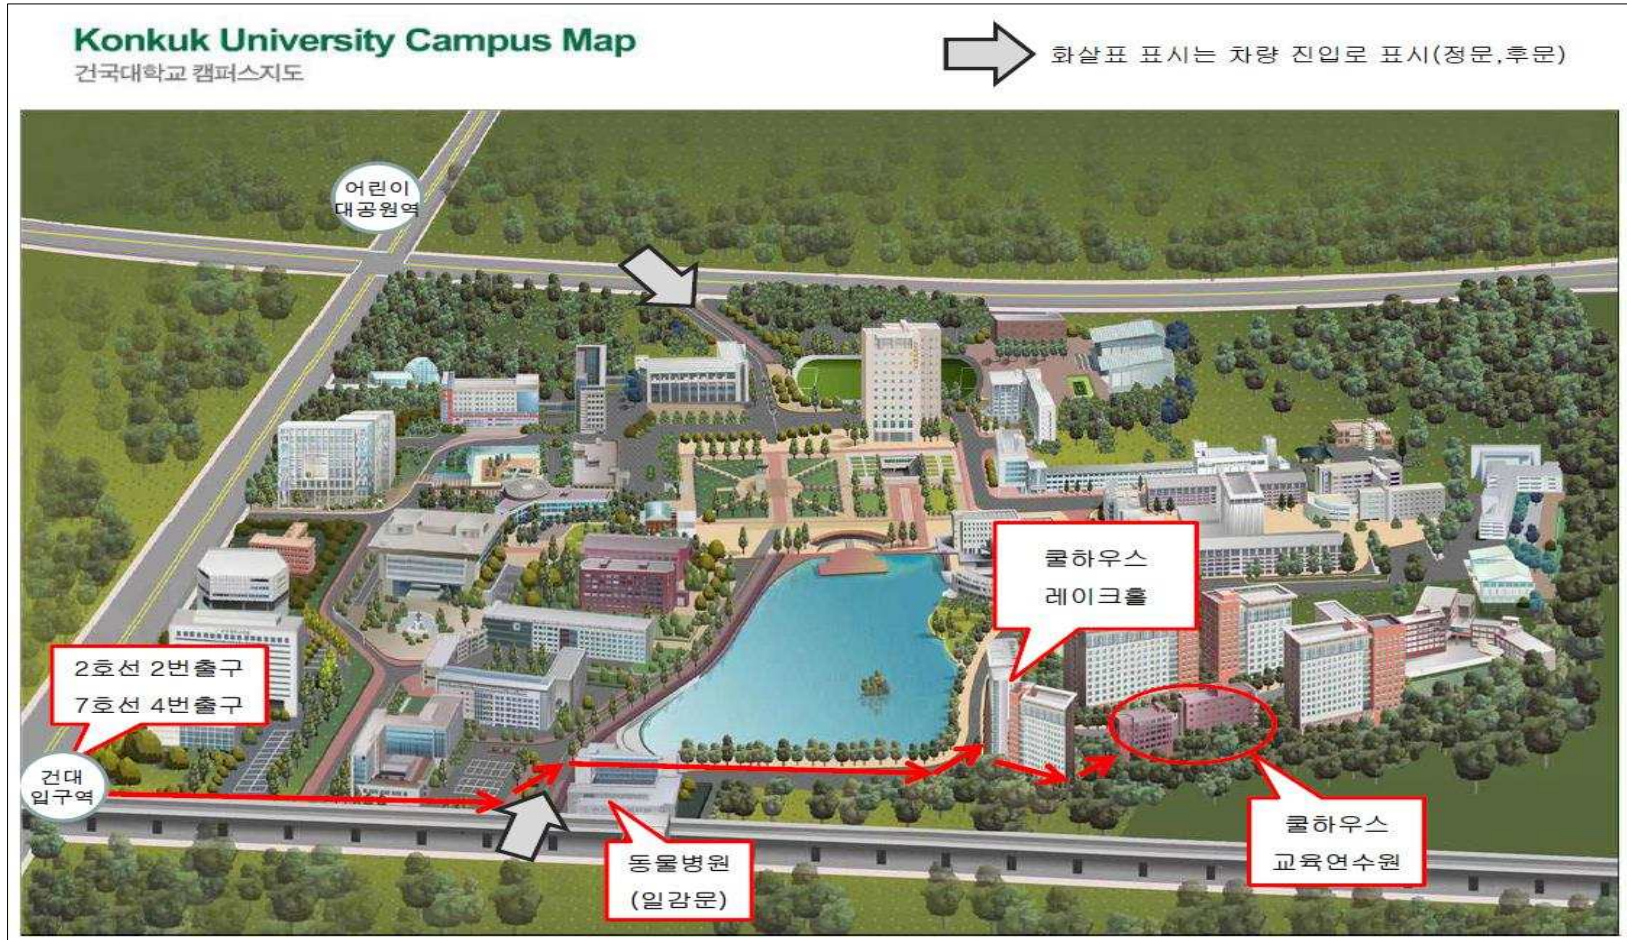 Konkuk University Campus Map
건국대학교 캠퍼스지도
화살표 표시는 차량 진입로 표시(정문,후문)
어린이
대공원역
쿨하우스
레이크홀
2호선 2번출구
7호선 4번출구
건대
입구역
동물병원
(일감문)
쿨하우스
교육연수원